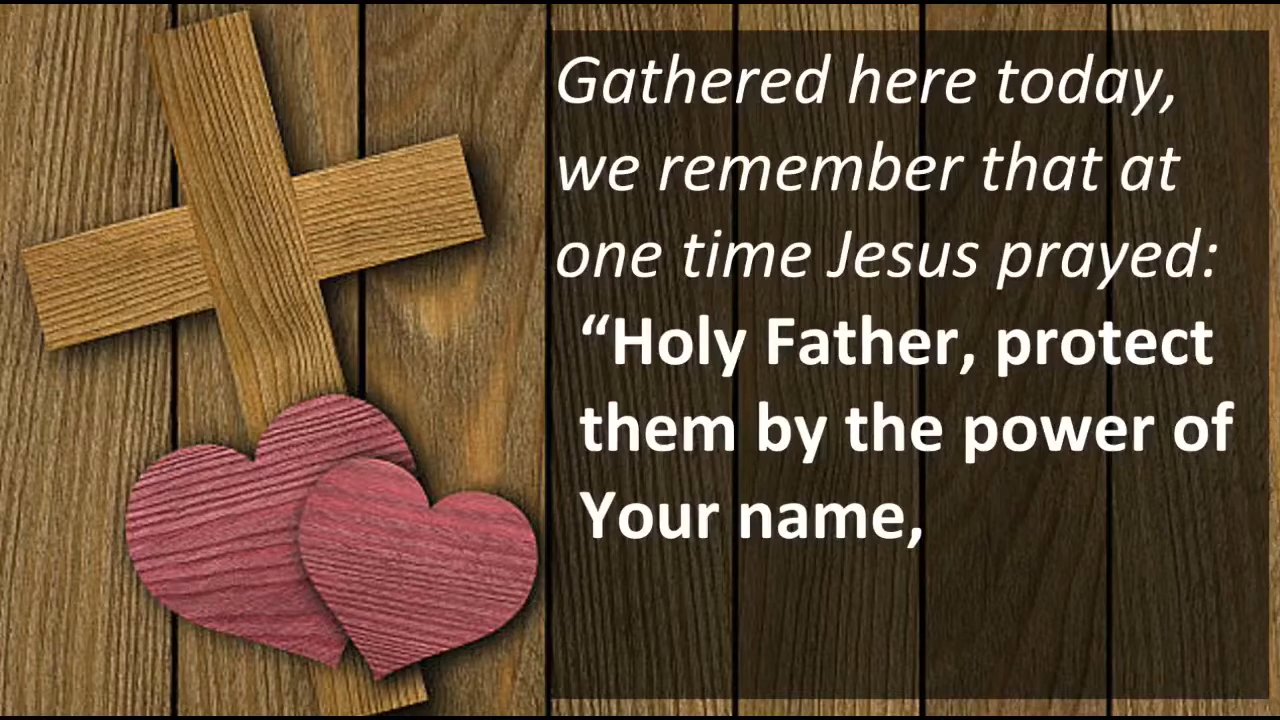 Gathered here today,
we remember that at
one time Jesus prayed:
“Holy Father, protect
them by the power of
Your name,